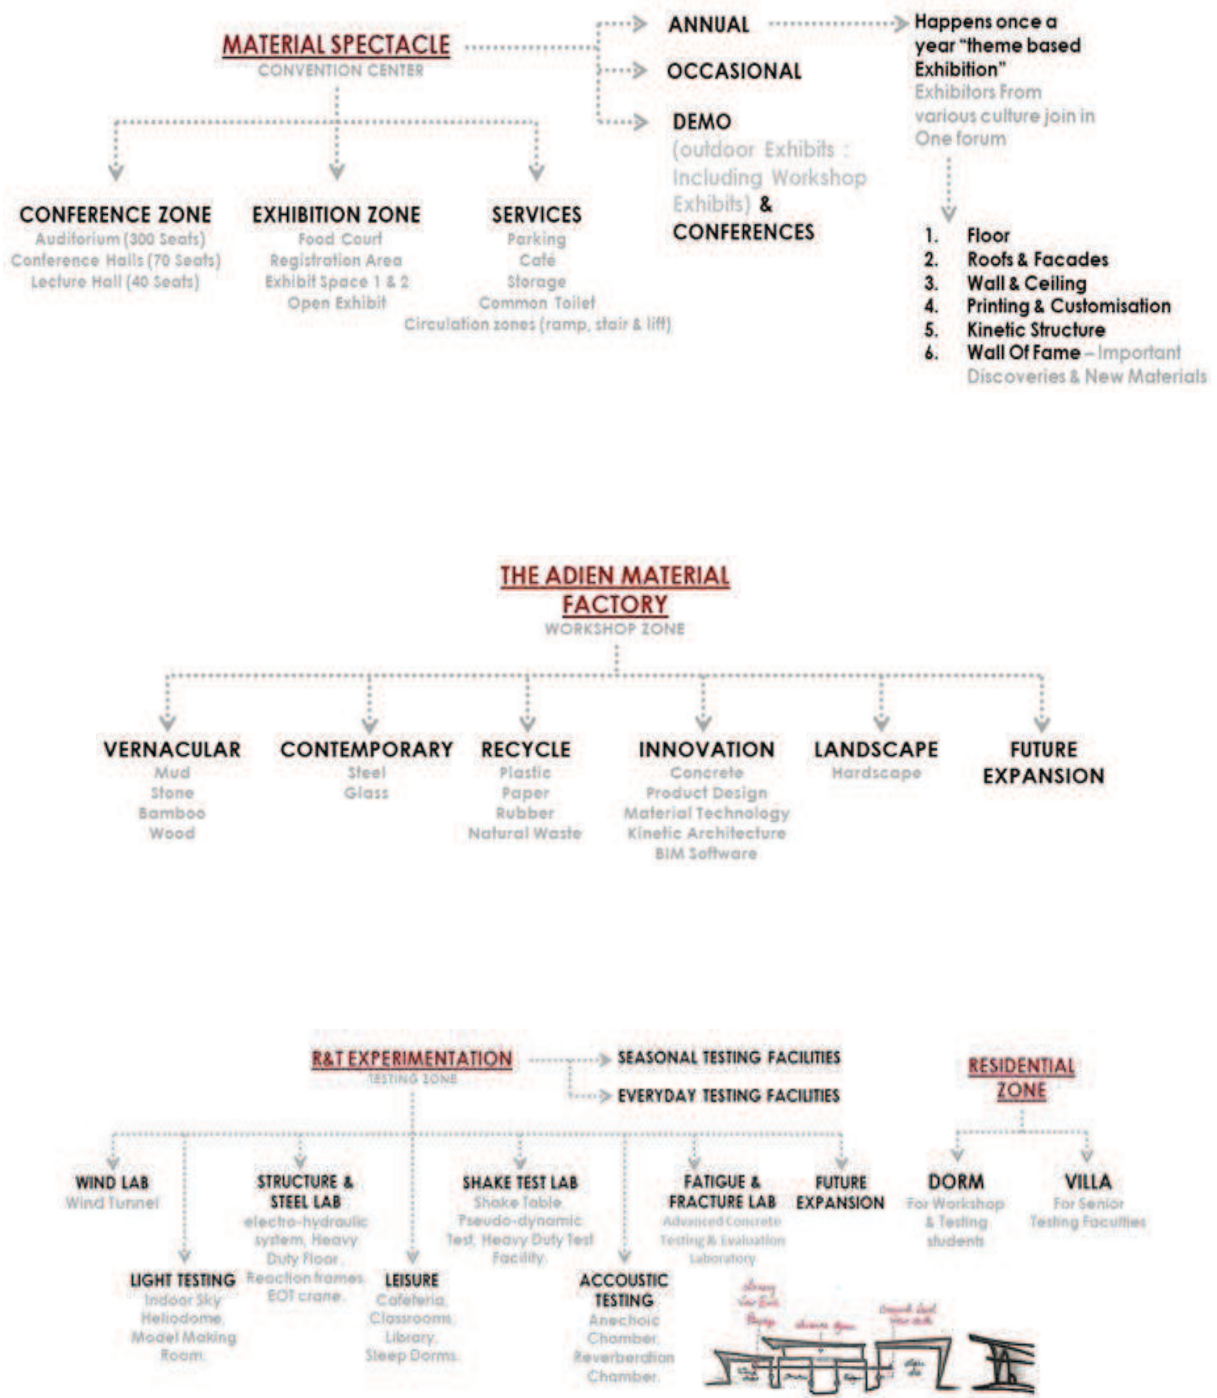 MATERIAL SPECTACLE
CONVENTION CENTER
ANNUAL
OCCASIONAL
DEMO
(outdoor Exhibits :
Including Workshop
Exhibits) &
CONFERENCES
Happens once a
year "theme based
Exhibition"
Exhibitors From
various culture join in
One forum
1. Floor
2. Roofs & Facades
3. Wall & Ceiling
4. Printing & Customisation
5. Kinetic Structure
6. Wall Of Fame – Important
Discoveries & New Materials
CONFERENCE ZONE
Auditorium (300 Seats)
Conference Halls (70 Seats)
Lecture Hall (40 Seats)
EXHIBITION ZONE
Food Court
Registration Area
Exhibit Space 1 & 2
Open Exhibit
SERVICES
Parking
Café
Storage
Common Toilet
Circulation zones (ramp, stair & lift)
THE ADIEN MATERIAL
FACTORY
WORKSHOP ZONE
VERNACULAR
Mud
Stone
Bamboo
Wood
CONTEMPORARY
Steel
Glass
RECYCLE
Plastic
Paper
Rubber
Natural Waste
INNOVATION
Concrete
Product Design
Material Technology
Kinetic Architecture
BIM Software
LANDSCAPE
Hardscape
FUTURE
EXPANSION
R&T EXPERIMENTATION
TESTING ZONE
SEASONAL TESTING FACILITIES
EVERYDAY TESTING FACILITIES
WIND LAB
Wind Tunnel
LIGHT TESTING
Indoor Sky
Heliodome,
Model Making
Room.
STRUCTURE &
STEEL LAB
electro-hydraulic
system, Heavy
Duty Floor,
Reaction frames,
EOT crane.
LEISURE
Cafeteria,
Classrooms,
Library,
Sleep Dorms.
SHAKE TEST LAB
Shake Table,
Pseudo-dynamic
Test, Heavy Duty Test
Facility.
ACCOUSTIC
TESTING
Anechoic
Chamber,
Reverberation
Chamber.
FATIGUE &
FRACTURE LAB
Advanced Concrete
Testing & Evaluation
Laboratory
FUTURE
EXPANSION
RESIDENTIAL
ZONE
DORM
For Workshop
& Testing
students
VILLA
For Senior
Testing Faculties